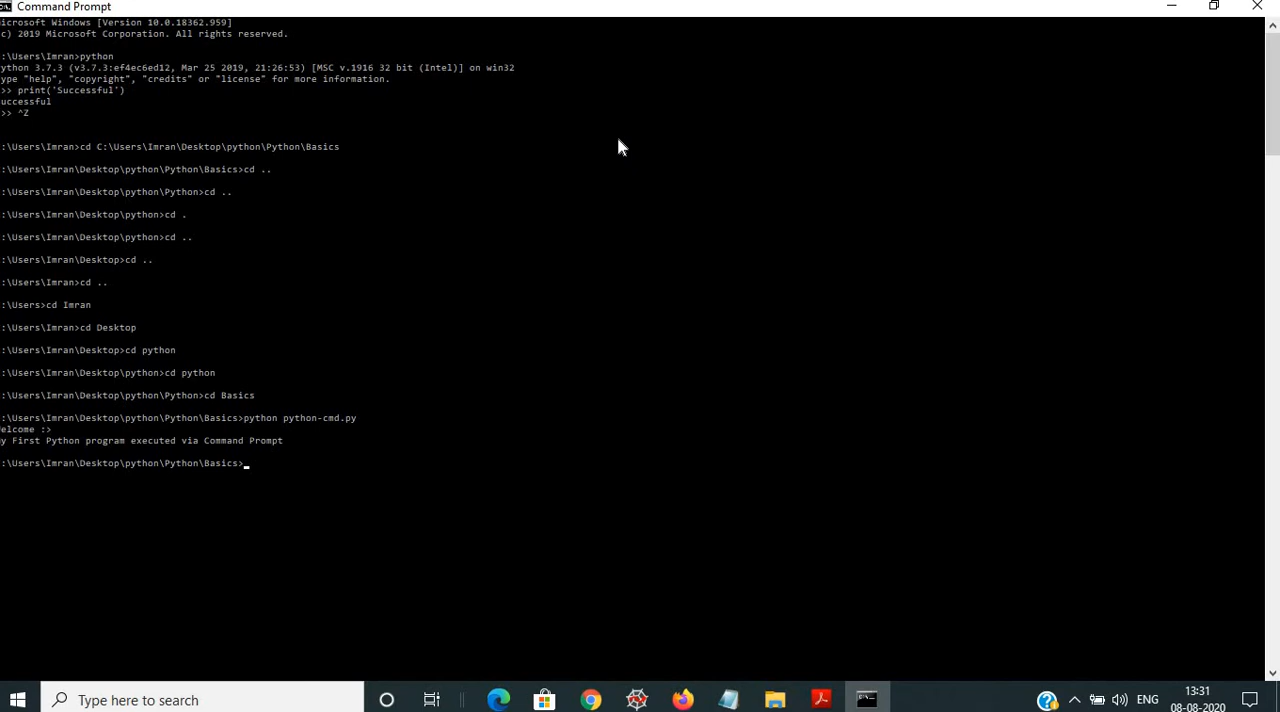 Command Prompt
icrosoft Windows [Version 10.0.18362.959]
c) 2019 Microsoft Corporation. All rights reserved.
:\Users\Imran>python
ython 3.7.3 (v3.7.3:ef4ec6ed12, Mar 25 2019, 21:26:53) [MSC v.1916 32 bit (Intel)] on win32
ype "help", "copyright", "credits" or "license" for more information.
>> print('Successful')
uccessful
>> ^Z
:\Users\Imran>cd C:\Users\Imran\Desktop\python\Python\Basics
:\Users\Imran\Desktop\python\Python\Basics>cd ..
:\Users\Imran\Desktop\python\Python>cd ..
:\Users\Imran\Desktop\python>cd .
:\Users\Imran\Desktop\python>cd ..
:\Users\Imran\Desktop>cd ..
:\Users\Imran>cd ..
:\Users>cd Imran
:\Users\Imran>cd Desktop
:\Users\Imran\Desktop>cd python
:\Users\Imran\Desktop\python>cd python
:\Users\Imran\Desktop\python\Python>cd Basics
:\Users\Imran\Desktop\python\Python\Basics>python python-cmd.py
elcome :>
y First Python program executed via Command Prompt
:\Users\Imran\Desktop\python\Python\Basics>
Type here to search
ENG
13:31
08-08-2020